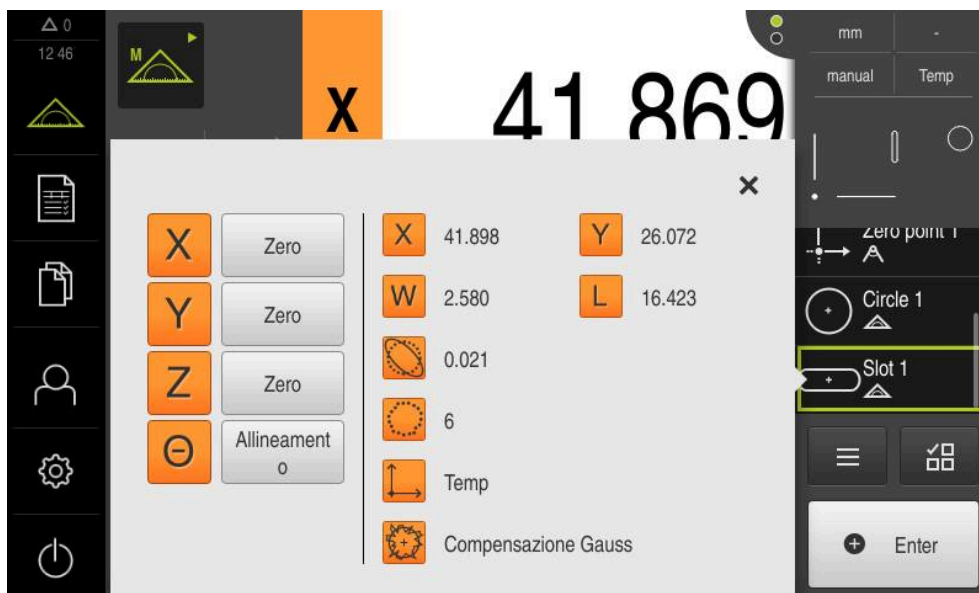 0
12 46
M
X
41.869
mm
-
manual
Temp
X
Zero
X
41.898
Y
26.072
Y
Zero
W
2.580
L
16.423
Z
Zero
0.021
Θ
Allineament
o
6
Temp
Compensazione Gauss
Zero point 1
Circle 1
Slot 1
Enter